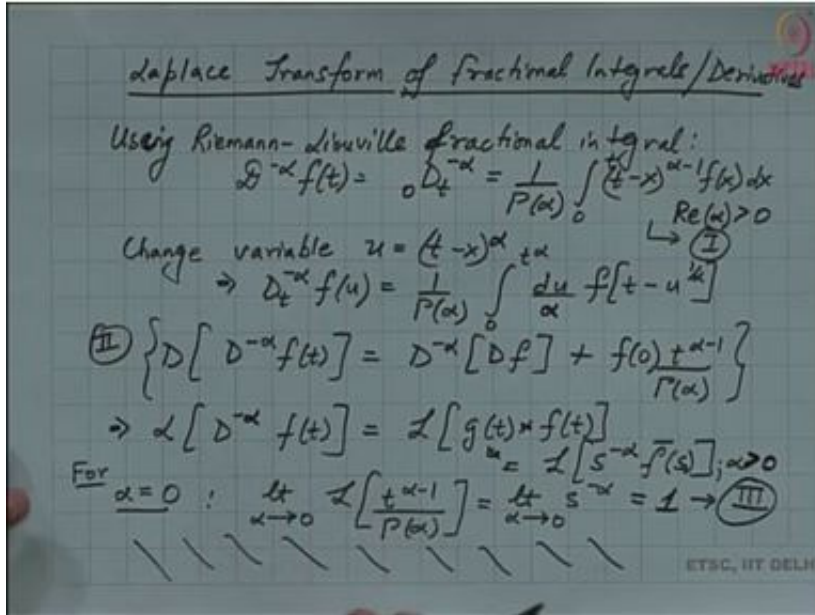 Laplace Transform of Fractional Integrals/Derivatives
Using Riemann-Liouville fractional integral:
D^{-α} f(t) = ₀D_t^{-α} = 1/Γ(α) ∫₀^t (t-x)^{α-1} f(x) dx
Re(α) > 0
↳ (I)
Change variable u = (t-x)^α
⇒ D_t^{-α} f(u) = 1/Γ(α) ∫₀^{t^α} du/α f[t - u^{1/α}]
(II) {D[D^{-α} f(t)] = D^{-α}[Df] + f(0) t^{α-1}/Γ(α)}
⇒ L[D^{-α} f(t)] = L[g(t) * f(t)]
= L[s^{-α} f̄(s)], α>0
For α = 0 : lt_{α→0} L[t^{α-1}/Γ(α)] = lt_{α→0} s^{-α} = 1 → (III)
ETSC, IIT DELHI